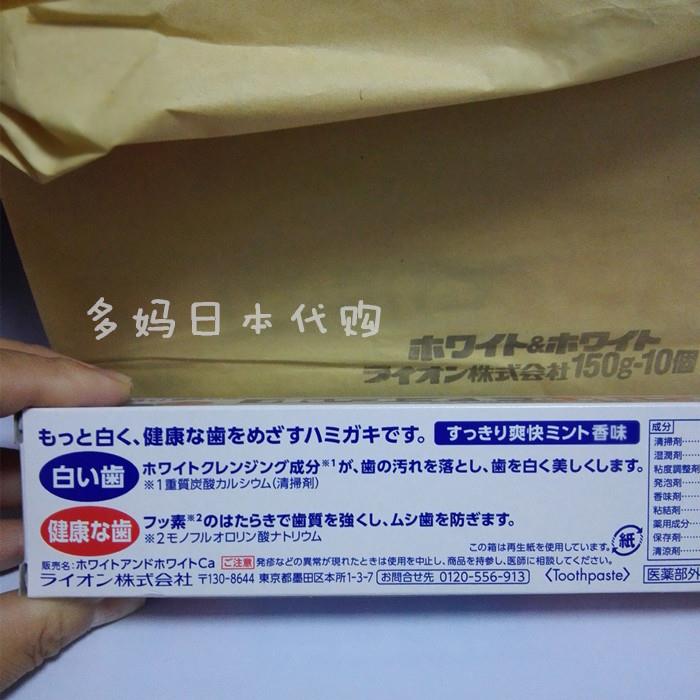 多妈日本代购
ホワイト&ホワイト
ライオン株式会社150g-10個
もっと白く、健康な歯をめざすハミガキです。 すっきり爽快ミント香味
白い歯 ホワイトクレンジング成分※1が、歯の汚れを落とし、歯を白く美しくします。
※1重質炭酸カルシウム(清掃剤)
健康な歯 フッ素※2のはたらきで歯質を強くし、ムシ歯を防ぎます。
※2モノフルオロリン酸ナトリウム
この箱は再生紙を使用しています。 紙
販売名:ホワイトアンドホワイトCa ご注意 発疹などの異常が現れたときは使用を中止し、商品を持参し、医師に相談してください。
ライオン株式会社 〒130-8644 東京都墨田区本所1-3-7 お問合せ先 0120-556-913 〈Toothpaste〉
成分
清掃剤
湿潤剤
粘度調整剤
発泡剤
香味剤
粘結剤
薬用成分
保存剤
清涼剤
医薬部外